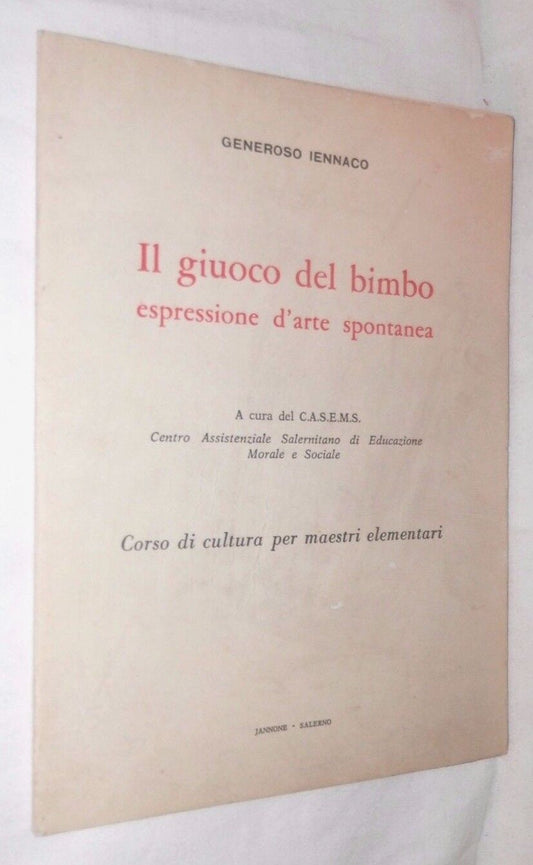 GENEROSO IENNACO
Il giuoco del bimbo
espressione d'arte spontanea
A cura del C.A.S.E.M.S.
Centro Assistenziale Salernitano di Educazione
Morale e Sociale
Corso di cultura per maestri elementari
JANNONE - SALERNO